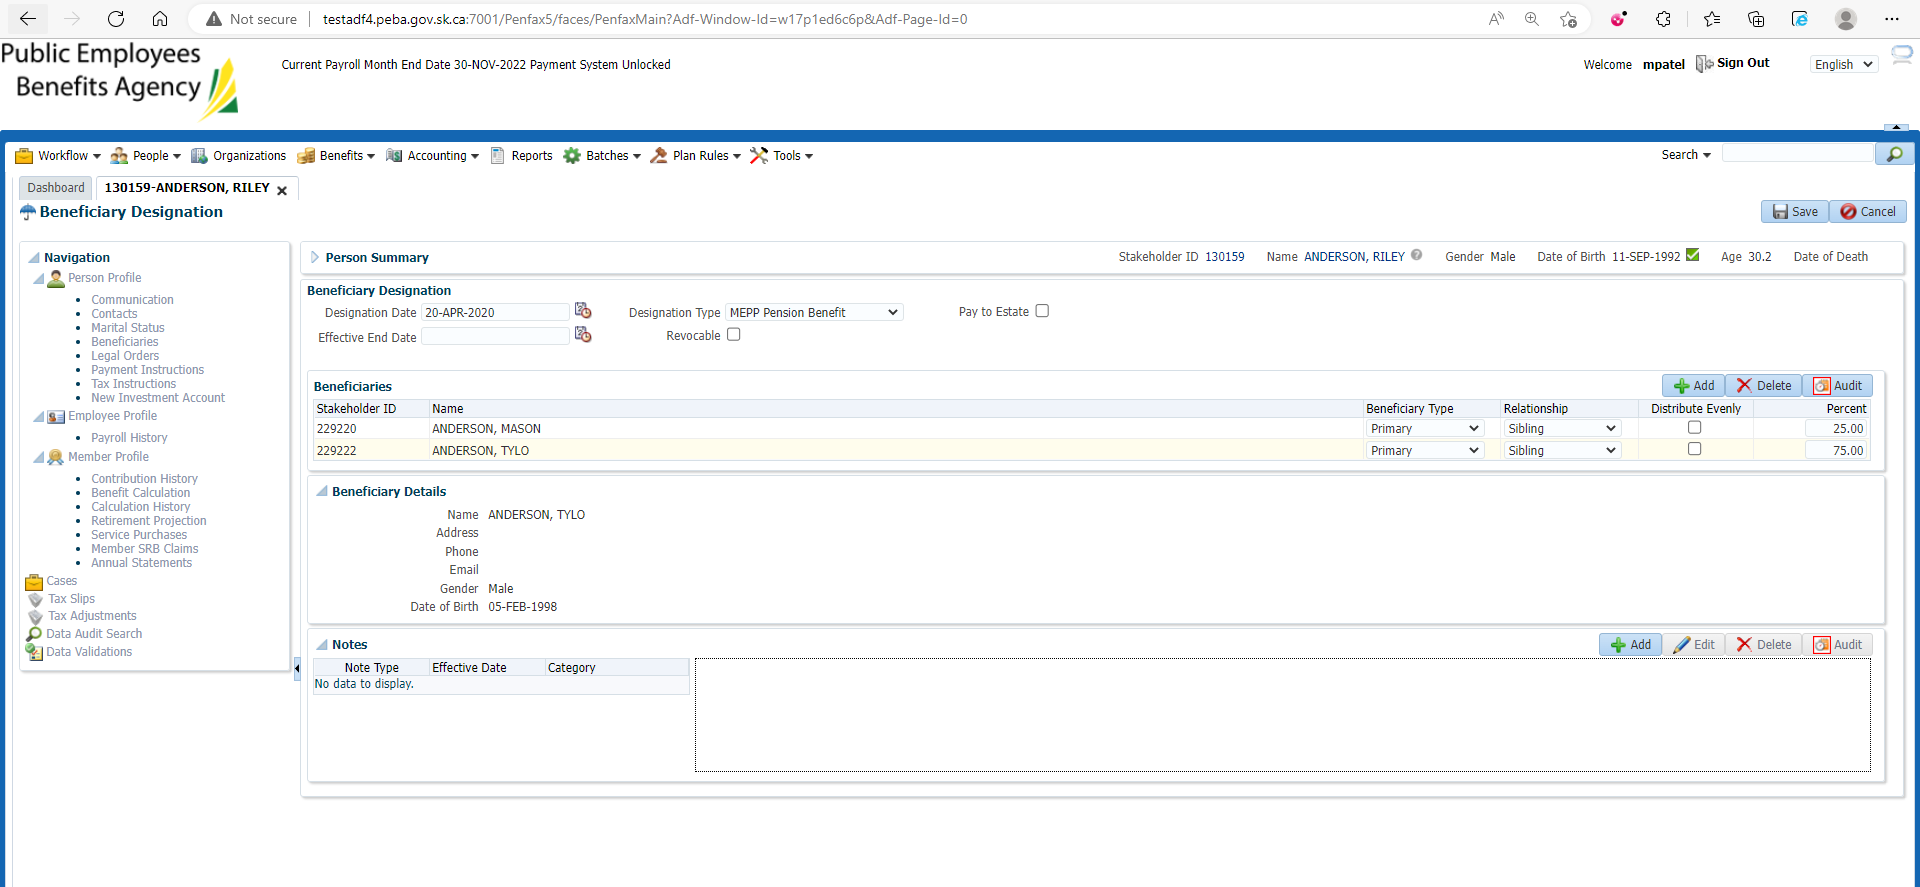 Not secure testadf4.peba.gov.sk.ca:7001/Penfax5/faces/PenfaxMain?Adf-Window-Id=w17p1ed6c6p&Adf-Page-Id=0
Public Employees
Benefits Agency
Current Payroll Month End Date 30-NOV-2022 Payment System Unlocked
Welcome mpatel Sign Out English
Workflow People Organizations Benefits Accounting Reports Batches Plan Rules Tools Search
Dashboard 130159-ANDERSON, RILEY
Beneficiary Designation Save Cancel
Navigation
Person Profile
Communication
Contacts
Marital Status
Beneficiaries
Legal Orders
Payment Instructions
Tax Instructions
New Investment Account
Employee Profile
Payroll History
Member Profile
Contribution History
Benefit Calculation
Calculation History
Retirement Projection
Service Purchases
Member SRB Claims
Annual Statements
Cases
Tax Slips
Tax Adjustments
Data Audit Search
Data Validations
Person Summary Stakeholder ID 130159 Name ANDERSON, RILEY Gender Male Date of Birth 11-SEP-1992 Age 30.2 Date of Death
Beneficiary Designation
Designation Date 20-APR-2020 Designation Type MEPP Pension Benefit Pay to Estate
Effective End Date Revocable
Beneficiaries Add Delete Audit
Stakeholder ID Name Beneficiary Type Relationship Distribute Evenly Percent
229220 ANDERSON, MASON Primary Sibling 25.00
229222 ANDERSON, TYLO Primary Sibling 75.00
Beneficiary Details
Name ANDERSON, TYLO
Address
Phone
Email
Gender Male
Date of Birth 05-FEB-1998
Notes Add Edit Delete Audit
Note Type Effective Date Category
No data to display.